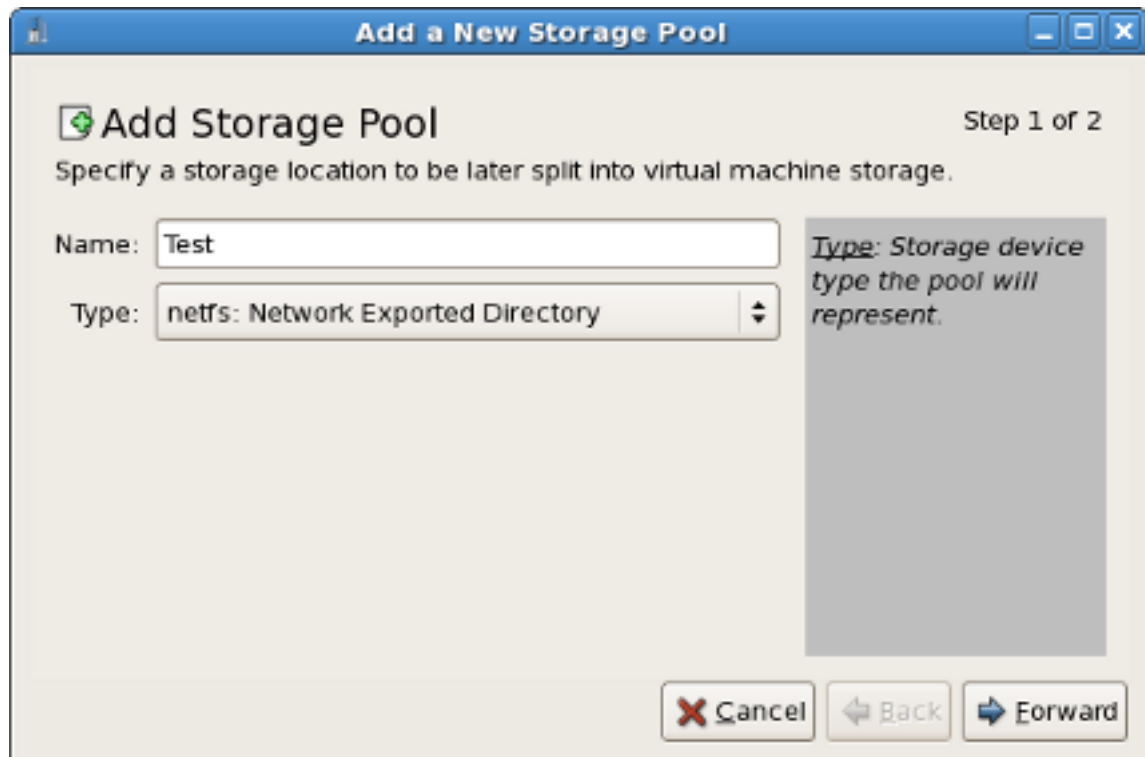 Add a New Storage Pool
Add Storage Pool
Step 1 of 2
Specify a storage location to be later split into virtual machine storage.
Name: Test
Type: netfs: Network Exported Directory
Type: Storage device
type the pool will
represent.
Cancel
Back
Forward